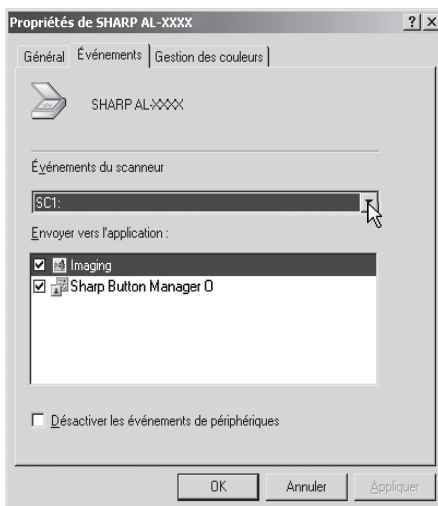 Propriétés de SHARP AL-XXXX
Général Événements Gestion des couleurs
SHARP AL-XXXX
Événements du scanneur
SC1:
Envoyer vers l'application :
Imaging
Sharp Button Manager O
Désactiver les événements de périphériques
OK Annuler Appliquer